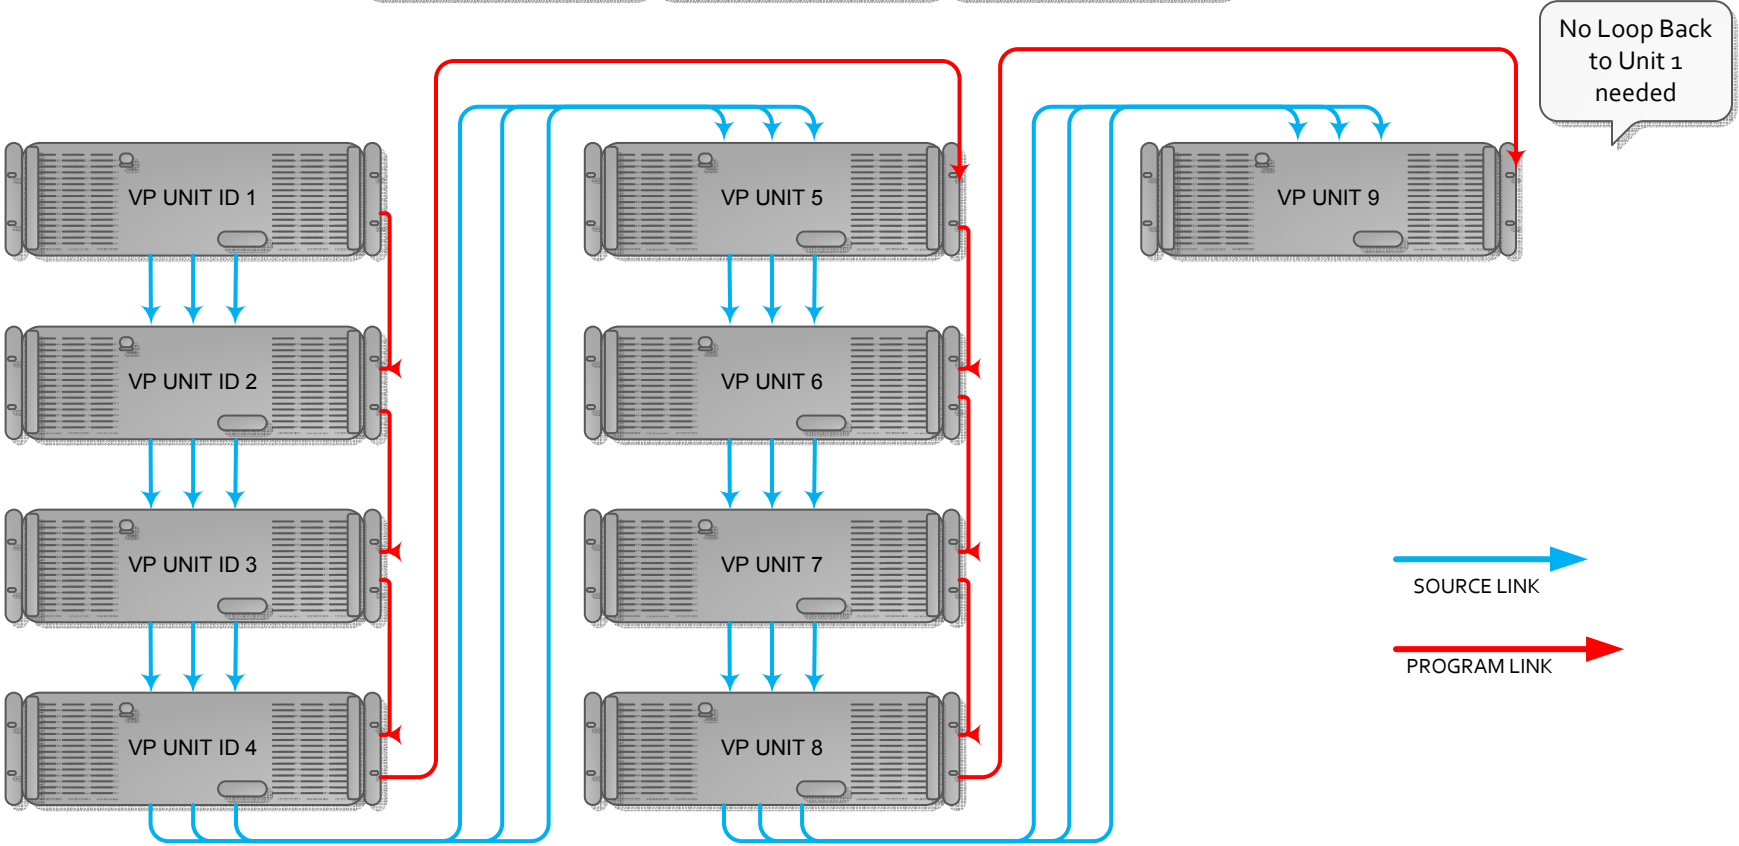 No Loop Back
to Unit 1
needed
VP UNIT ID 1
VP UNIT 5
VP UNIT 9
VP UNIT ID 2
VP UNIT 6
VP UNIT ID 3
VP UNIT 7
SOURCE LINK
PROGRAM LINK
VP UNIT ID 4
VP UNIT 8